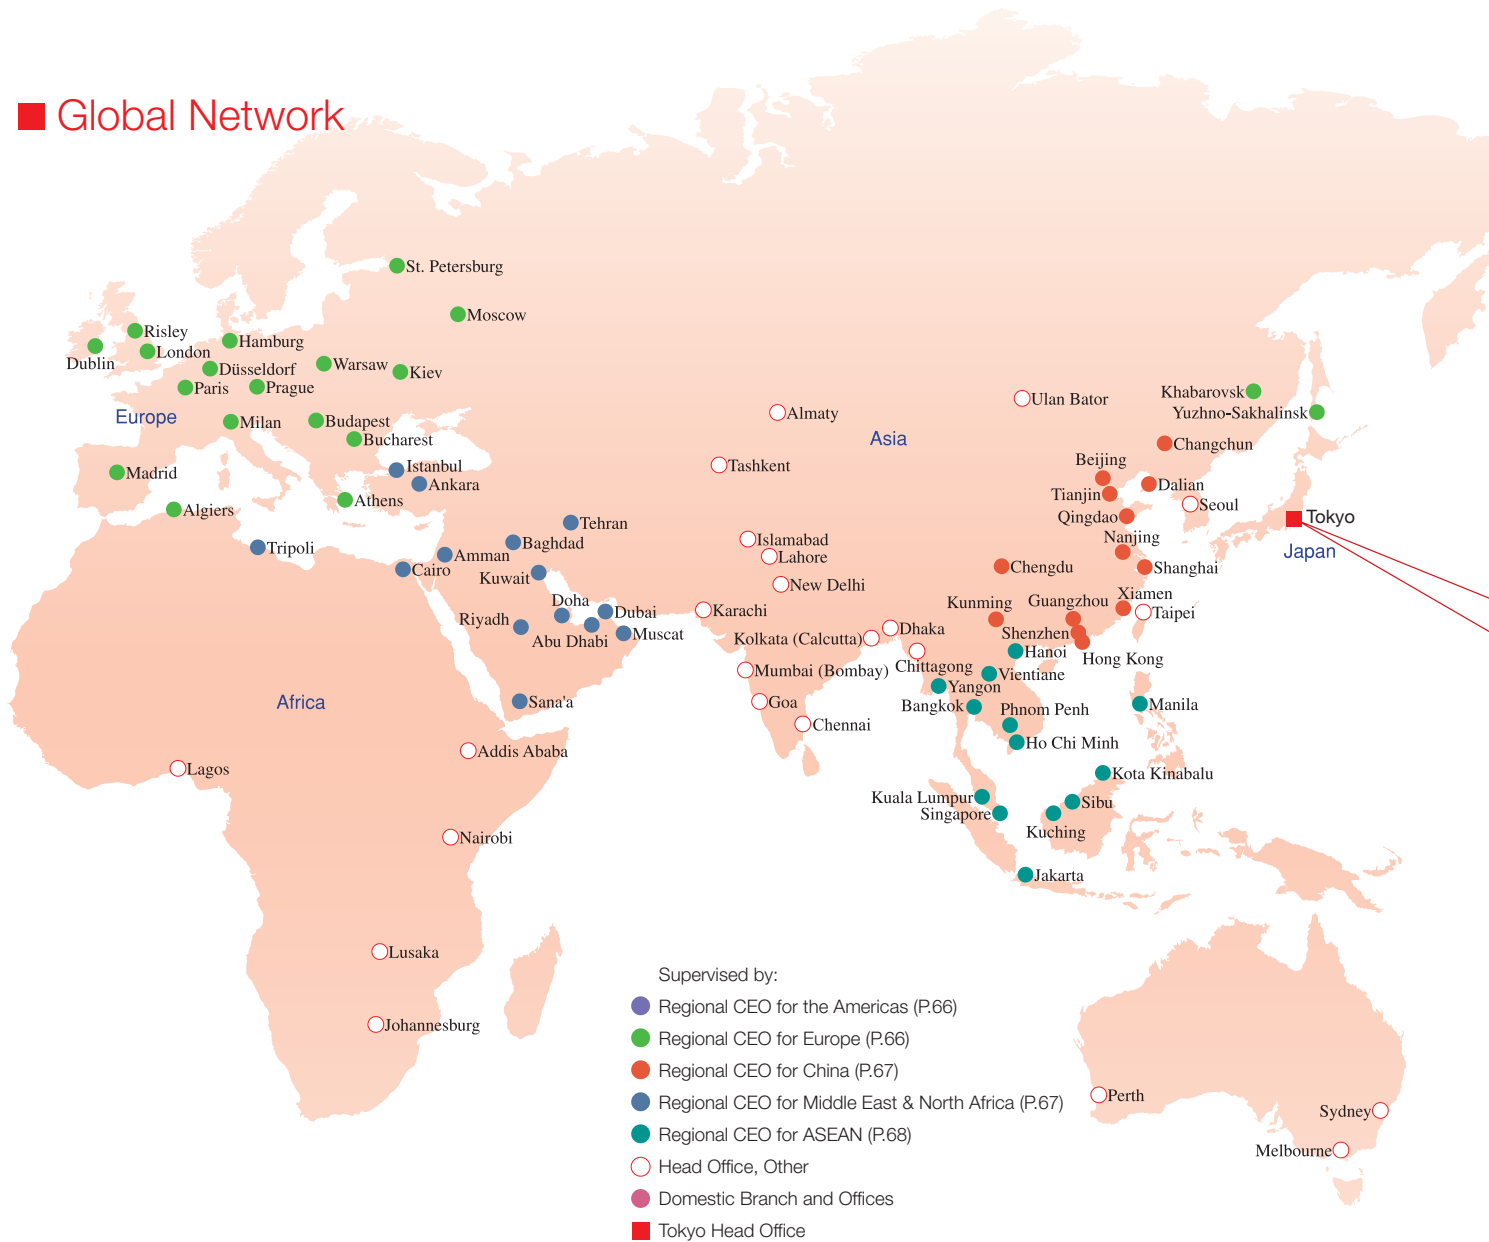 Global Network
St. Petersburg
Moscow
Risley
Hamburg
London
Dublin
Düsseldorf
Warsaw
Kiev
Paris
Prague
Europe
Milan
Budapest
Bucharest
Istanbul
Madrid
Ankara
Athens
Algiers
Tehran
Tripoli
Baghdad
Amman
Cairo
Kuwait
Doha
Dubai
Riyadh
Abu Dhabi
Muscat
Sana'a
Africa
Addis Ababa
Lagos
Nairobi
Lusaka
Johannesburg
Almaty
Ulan Bator
Asia
Tashkent
Islamabad
Lahore
New Delhi
Karachi
Dhaka
Kolkata (Calcutta)
Chittagong
Mumbai (Bombay)
Goa
Chennai
Khabarovsk
Yuzhno-Sakhalinsk
Changchun
Beijing
Dalian
Tianjin
Seoul
Qingdao
Tokyo
Japan
Nanjing
Chengdu
Shanghai
Xiamen
Kunming
Guangzhou
Taipei
Shenzhen
Hanoi
Hong Kong
Vientiane
Yangon
Bangkok
Phnom Penh
Manila
Ho Chi Minh
Kota Kinabalu
Kuala Lumpur
Sibu
Singapore
Kuching
Jakarta
Perth
Sydney
Melbourne
Supervised by:
Regional CEO for the Americas (P.66)
Regional CEO for Europe (P.66)
Regional CEO for China (P.67)
Regional CEO for Middle East & North Africa (P.67)
Regional CEO for ASEAN (P.68)
Head Office, Other
Domestic Branch and Offices
Tokyo Head Office